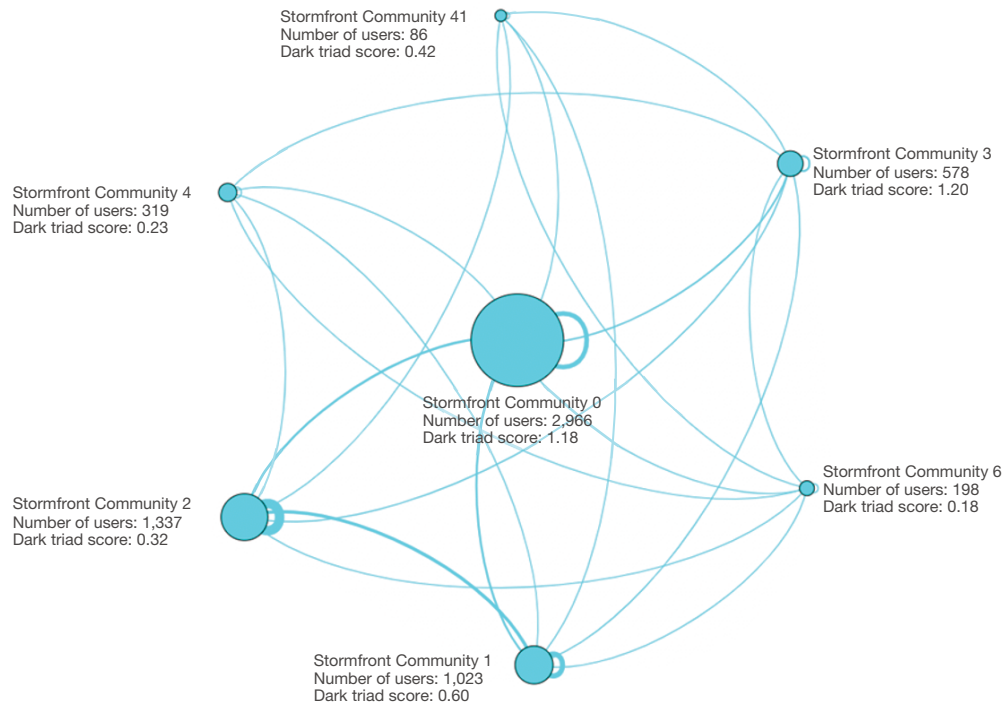 Stormfront Community 41
Number of users: 86
Dark triad score: 0.42
Stormfront Community 3
Number of users: 578
Dark triad score: 1.20
Stormfront Community 4
Number of users: 319
Dark triad score: 0.23
Stormfront Community 0
Number of users: 2,966
Dark triad score: 1.18
Stormfront Community 6
Number of users: 198
Dark triad score: 0.18
Stormfront Community 2
Number of users: 1,337
Dark triad score: 0.32
Stormfront Community 1
Number of users: 1,023
Dark triad score: 0.60